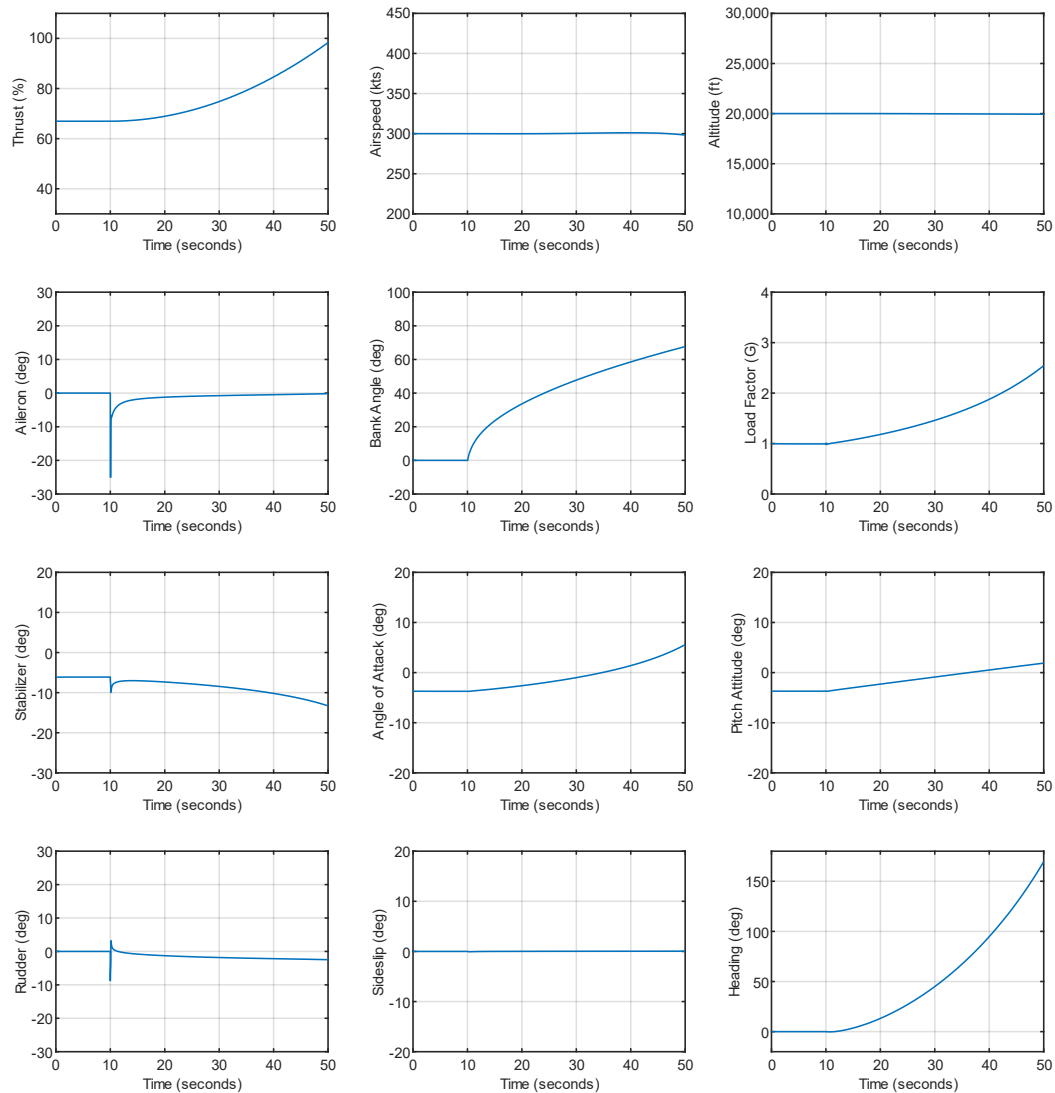 100
80
60
40
Thrust (%)
0 10 20 30 40 50
Time (seconds)
450
400
350
300
250
200
Airspeed (kts)
0 10 20 30 40 50
Time (seconds)
30,000
25,000
20,000
15,000
10,000
Altitude (ft)
0 10 20 30 40 50
Time (seconds)
30
20
10
0
-10
-20
-30
Aileron (deg)
0 10 20 30 40 50
Time (seconds)
100
80
60
40
20
0
-20
Bank Angle (deg)
0 10 20 30 40 50
Time (seconds)
4
3
2
1
0
Load Factor (G)
0 10 20 30 40 50
Time (seconds)
20
10
0
-10
-20
-30
Stabilizer (deg)
0 10 20 30 40 50
Time (seconds)
20
10
0
-10
-20
Angle of Attack (deg)
0 10 20 30 40 50
Time (seconds)
20
10
0
-10
-20
Pitch Attitude (deg)
0 10 20 30 40 50
Time (seconds)
30
20
10
0
-10
-20
-30
Rudder (deg)
0 10 20 30 40 50
Time (seconds)
20
10
0
-10
-20
Sideslip (deg)
0 10 20 30 40 50
Time (seconds)
150
100
50
0
Heading (deg)
0 10 20 30 40 50
Time (seconds)